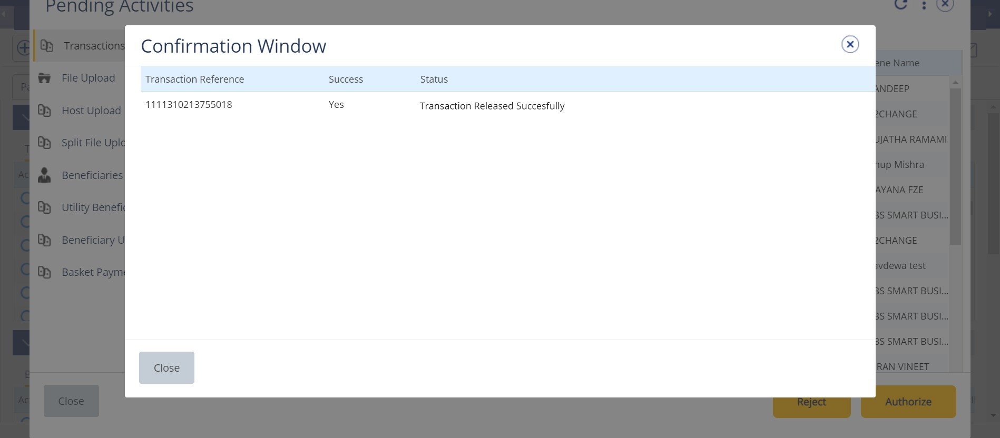 Pending Activities
Confirmation Window
Transaction Reference Success Status
1111310213755018 Yes Transaction Released Succesfully
Close
Transactions
File Upload
Host Upload
Split File Uplo
Beneficiaries
Utility Benefic
Beneficiary U
Basket Payme
ene Name
ANDEEP
2CHANGE
UJATHA RAMAMI
nup Mishra
AYANA FZE
BS SMART BUSI...
2CHANGE
avdewa test
BS SMART BUSI...
BS SMART BUSI...
BS SMART BUSI...
RAN VINEET
Close
Reject
Authorize
Pa
T
Ac
B
Ac